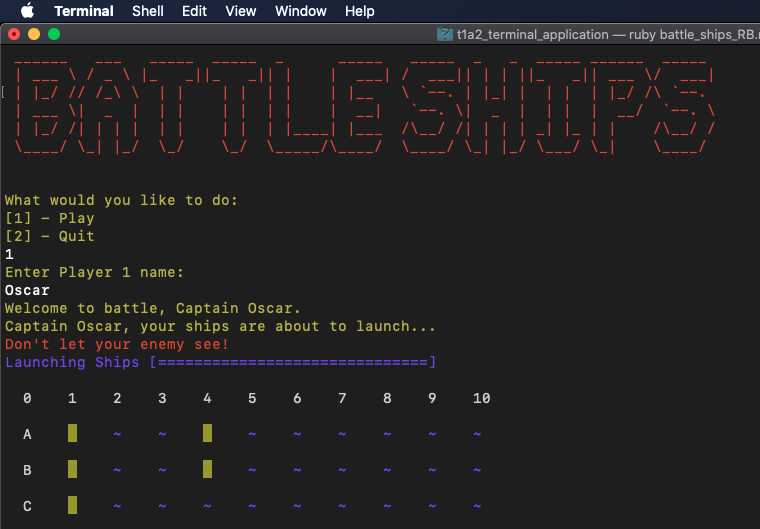 Terminal Shell Edit View Window Help
t1a2_terminal_application — ruby battle_ships_RB.r
BATTLESHIPS
What would you like to do:
[1] - Play
[2] - Quit
1
Enter Player 1 name:
Oscar
Welcome to battle, Captain Oscar.
Captain Oscar, your ships are about to launch...
Don't let your enemy see!
Launching Ships [==============================]
0 1 2 3 4 5 6 7 8 9 10
A ~ ~ ~ ~ ~ ~ ~ ~
B ~ ~ ~ ~ ~ ~ ~ ~
C ~ ~ ~ ~ ~ ~ ~ ~ ~